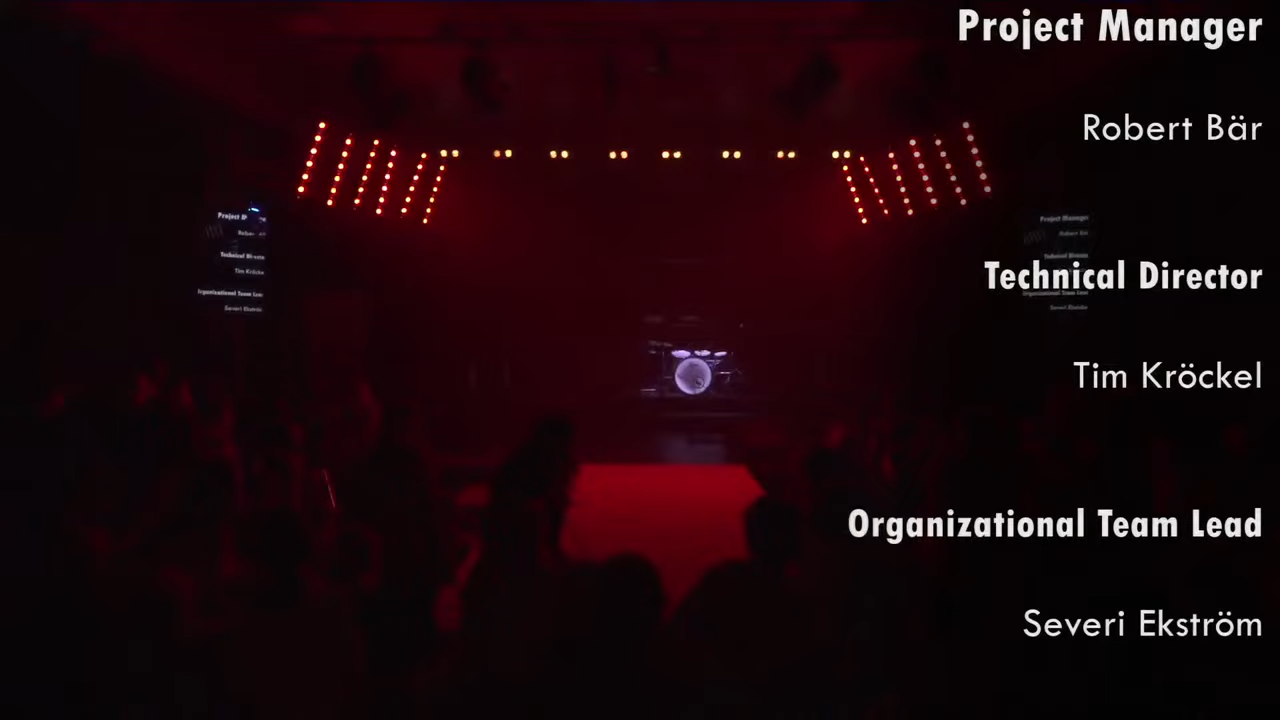 Project Manager
Robert Bär
Technical Director
Tim Kröckel
Organizational Team Lead
Severi Ekström